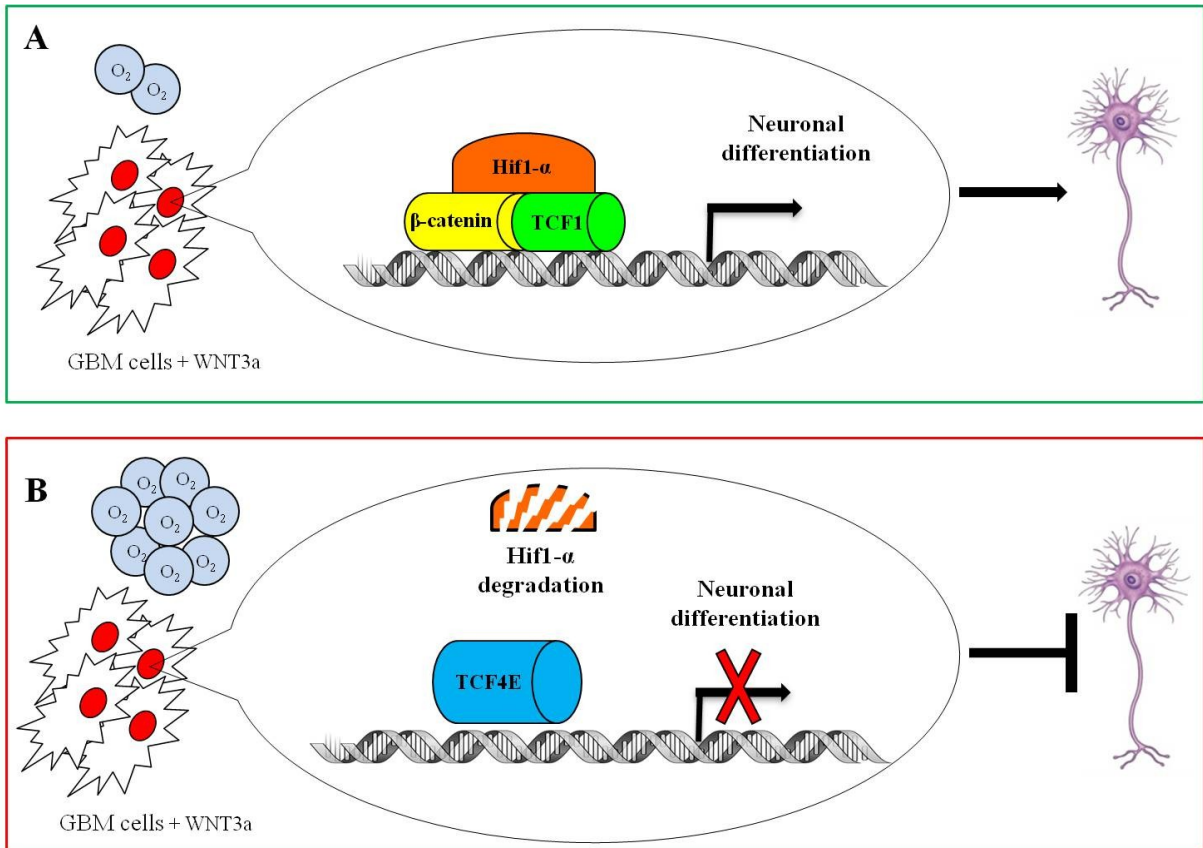 A
O₂
O₂
Neuronal
differentiation
Hif1-α
β-catenin
TCF1
GBM cells + WNT3a
B
O₂
O₂
O₂
O₂
O₂
O₂
O₂
O₂
Hif1-α
degradation
Neuronal
differentiation
TCF4E
GBM cells + WNT3a